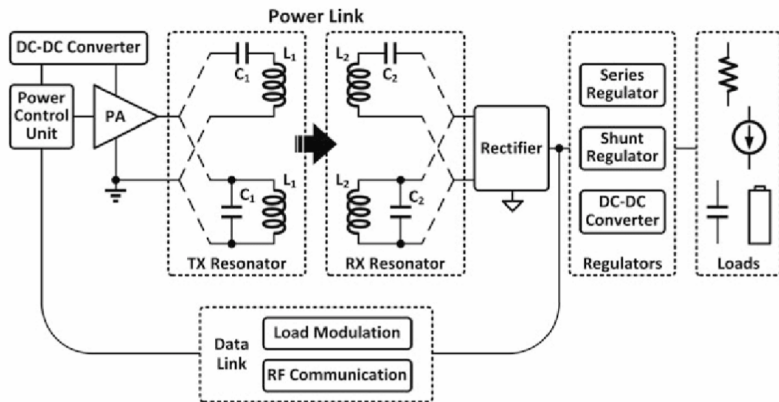 Power Link
DC-DC Converter
Power
Control
Unit
PA
C1
L1
L2
C2
Rectifier
Series
Regulator
Shunt
Regulator
DC-DC
Converter
C1
L1
L2
C2
TX Resonator
RX Resonator
Regulators
Loads
Data
Link
Load Modulation
RF Communication